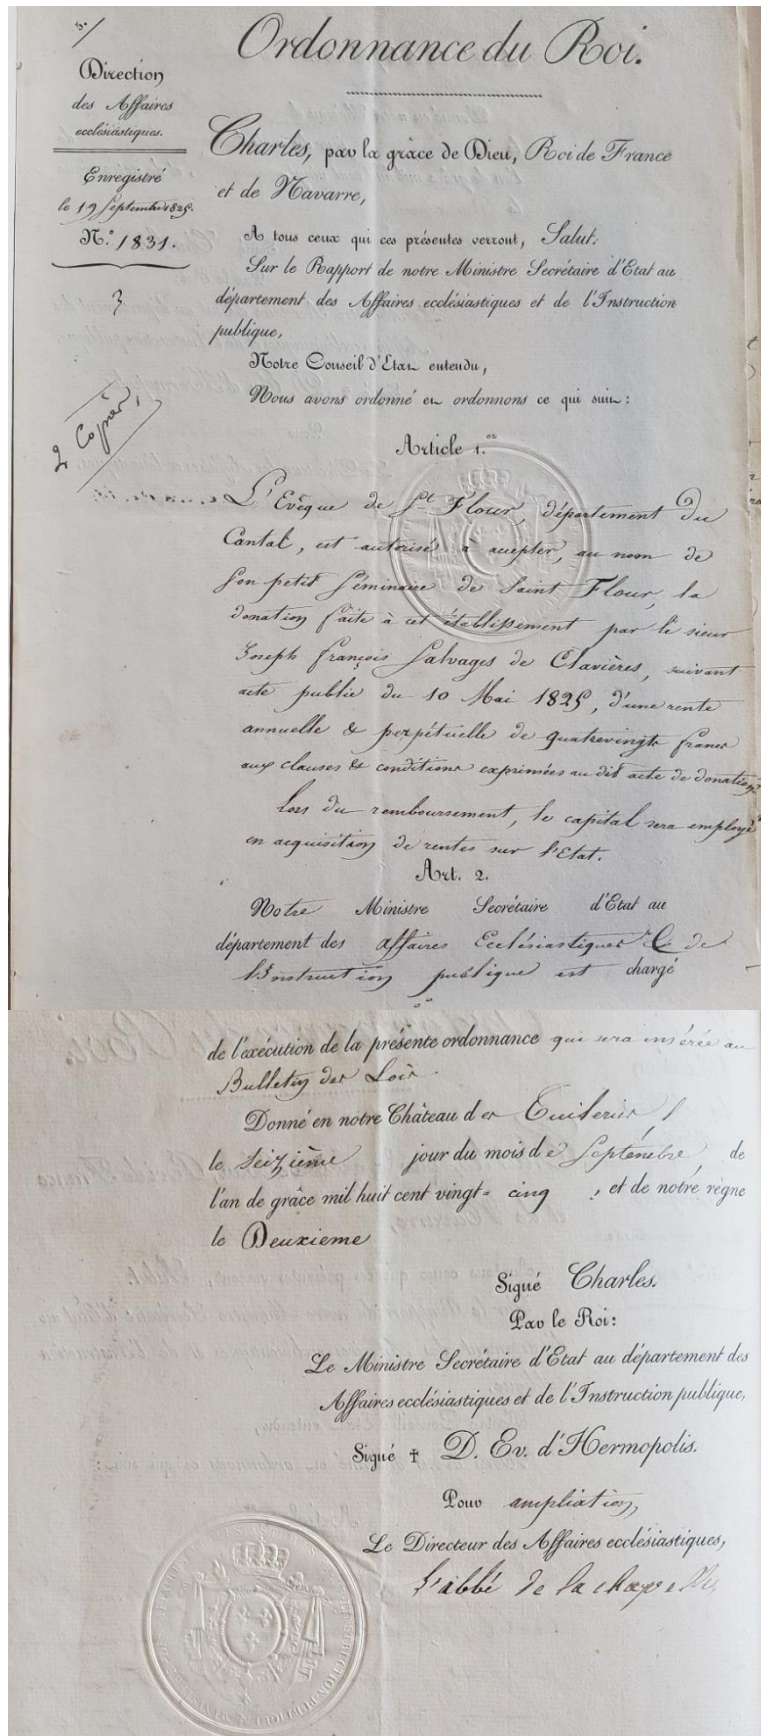 5.
Direction
des Affaires
ecclésiastiques.
Enregistré
le 19 Septembre 1825.
N.º 1831.
3
2 Copies,
Ordonnance du Roi.
Charles, par la grâce de Dieu, Roi de France
et de Navarre,
A tous ceux qui ces présentes verront, Salut.
Sur le Rapport de notre Ministre Secrétaire d'Etat au
département des Affaires ecclésiastiques et de l'Instruction
publique,
Notre Conseil d'Etat entendu,
Nous avons ordonné et ordonnons ce qui suit :
Article 1.er
L'Evêque de St Flour, département du
Cantal, est autorisé à accepter, au nom de
son petit Séminaire de Saint Flour, la
donation faite à cet établissement par le sieur
Joseph françois Salvages de Clavières, suivant
acte public du 10 Mai 1825, d'une rente
annuelle & perpétuelle de quatrevingts francs
aux clauses & conditions exprimées au dit acte de donation.
Lors du remboursement, le capital sera employé
en acquisition de rentes sur l'Etat.
Art. 2.
Notre Ministre Secrétaire d'Etat au
département des affaires Ecclésiastiques & de
l'Instruction publique est chargé
de l'exécution de la présente ordonnance qui sera insérée au
Bulletin des Lois.
Donné en notre Château des Tuileries,
le Seizième jour du mois de Septembre, de
l'an de grâce mil huit cent vingt-cinq, et de notre règne
le Deuxieme
Signé Charles.
Par le Roi :
Le Ministre Secrétaire d'Etat au département des
Affaires ecclésiastiques et de l'Instruction publique,
Signé † D. Ev. d'Hermopolis.
Pour ampliation,
Le Directeur des Affaires ecclésiastiques,
L'abbé de la chapelle